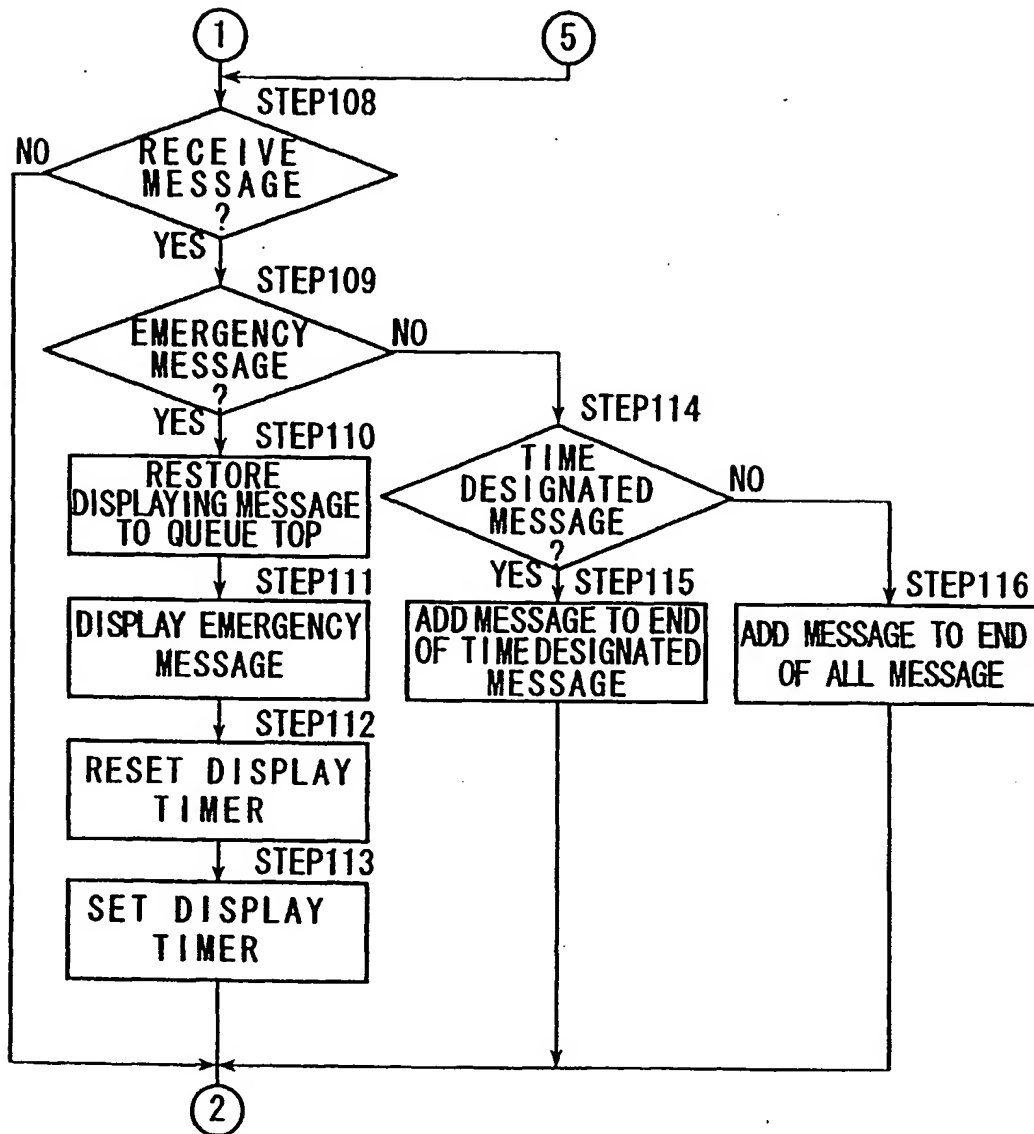 1
5
STEP108
NO
RECEIVE
MESSAGE
?
YES
STEP109
EMERGENCY
MESSAGE
?
NO
YES
STEP110
RESTORE
DISPLAYING MESSAGE
TO QUEUE TOP
STEP111
DISPLAY EMERGENCY
MESSAGE
STEP112
RESET DISPLAY
TIMER
STEP113
SET DISPLAY
TIMER
STEP114
TIME
DESIGNATED
MESSAGE
?
NO
YES
STEP115
ADD MESSAGE TO END
OF TIME DESIGNATED
MESSAGE
STEP116
ADD MESSAGE TO END
OF ALL MESSAGE
2